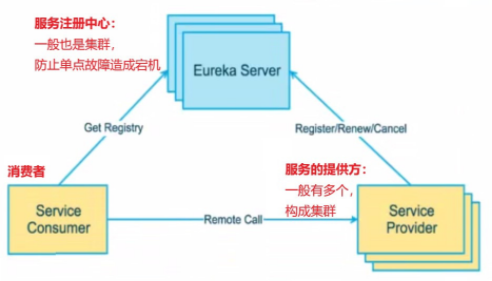 服务注册中心：
一般也是集群，
防止单点故障造成宕机
Eureka Server
Get Registry
Register/Renew/Cancel
消费者
服务的提供方：
一般有多个，
构成集群
Service
Consumer
Remote Call
Service
Provider